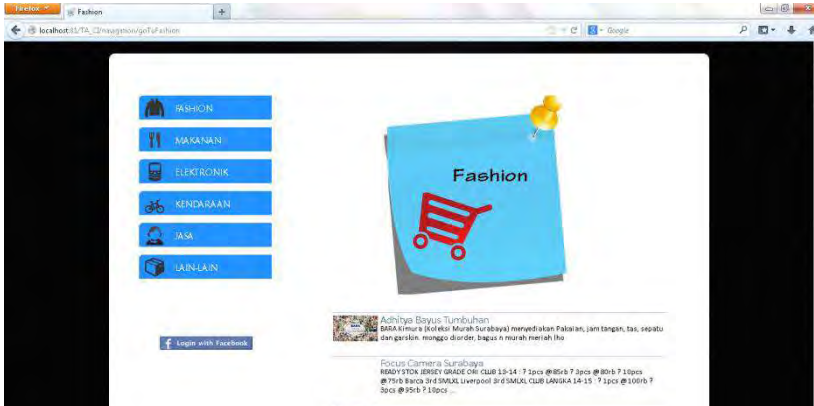 Firefox
Fashion
localhost:81/TA_CI/navigation/goToFashion
Google
FASHION
MAKANAN
ELEKTRONIK
KENDARAAN
JASA
LAIN-LAIN
Login with Facebook
Fashion
Adhitya Bayus Tumbuhan
BARA Kimura (Koleksi Murah Surabaya) menyediakan Pakaian, jam tangan, tas, sepatu
dan garskin. monggo diorder, bagus n murah meriah lho
Focus Camera Surabaya
READY STOK JERSEY GRADE ORI CLUB 13-14 : ? 1pcs @85rb ? 3pcs @80rb ? 10pcs
@75rb Barca 3rd SMLXL Liverpool 3rd SMLXL CLUB LANGKA 14-15 : ? 1pcs @100rb ?
3pcs @95rb ? 10pcs ...